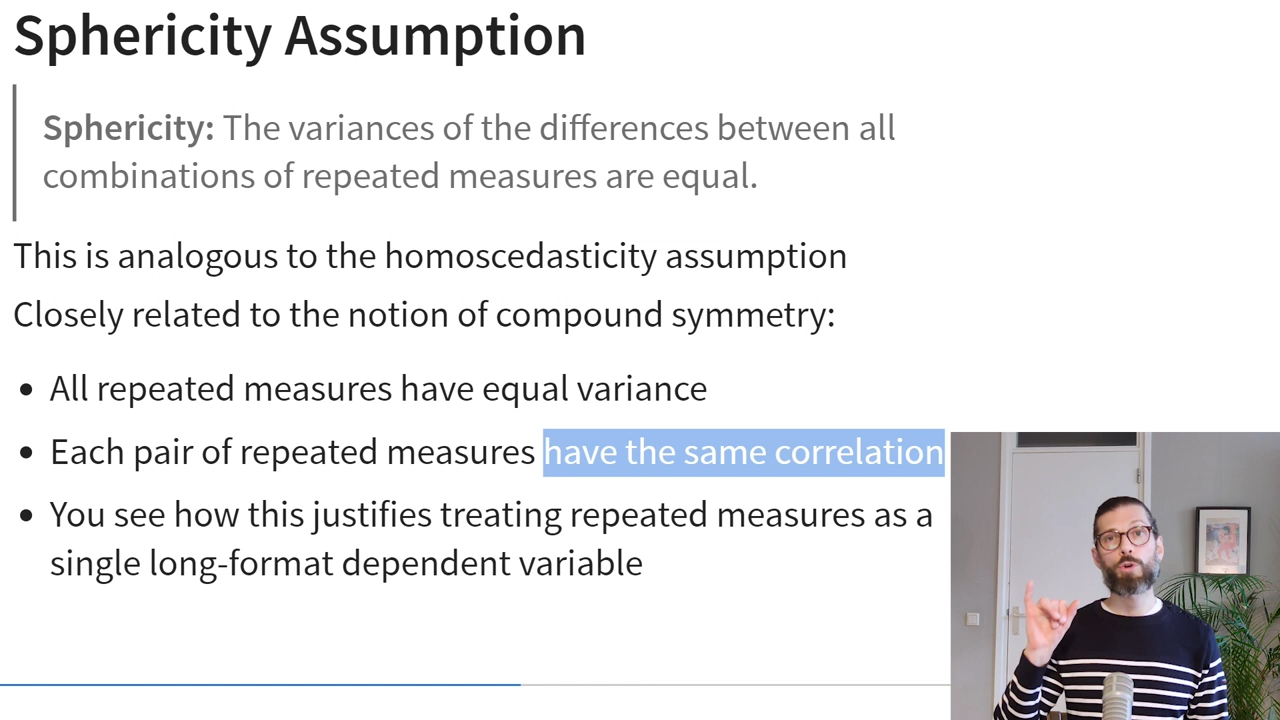 Sphericity Assumption
Sphericity: The variances of the differences between all
combinations of repeated measures are equal.
This is analogous to the homoscedasticity assumption
Closely related to the notion of compound symmetry:
• All repeated measures have equal variance
• Each pair of repeated measures have the same correlation
• You see how this justifies treating repeated measures as a
single long-format dependent variable